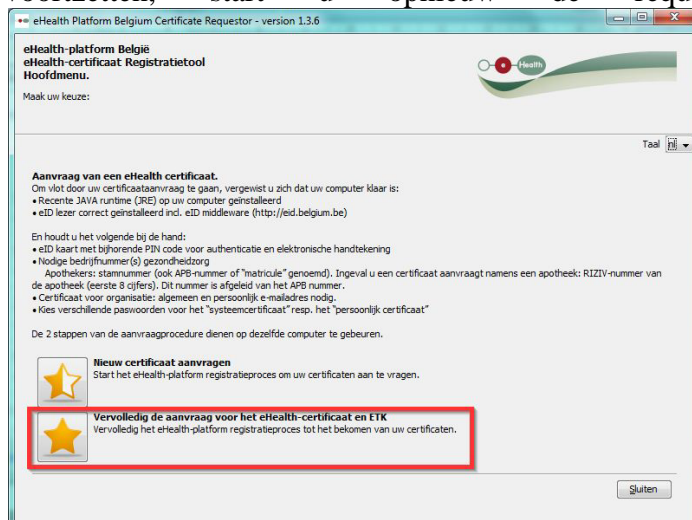 voortzetten, start u opnieuw de
eHealth Platform Belgium Certificate Requestor - version 1.3.6
eHealth-platform België
eHealth-certificaat Registratietool
Hoofdmenu.
Maak uw keuze:
Health
Taal nl
Aanvraag van een eHealth certificaat.
Om vlot door uw certificaataanvraag te gaan, vergewist u zich dat uw computer klaar is:
• Recente JAVA runtime (JRE) op uw computer geïnstalleerd
• eID lezer correct geïnstalleerd incl. eID middleware (http://eid.belgium.be)
En houdt u het volgende bij de hand:
• eID kaart met bijhorende PIN code voor authenticatie en elektronische handtekening
• Nodige bedrijfnummer(s) gezondheidzorg
Apothekers: stamnummer (ook APB-nummer of "matricule" genoemd). Ingeval u een certificaat aanvraagt namens een apotheek: RIZIV-nummer van
de apotheek (eerste 8 cijfers). Dit nummer is afgeleid van het APB nummer.
• Certificaat voor organisatie: algemeen en persoonlijk e-mailadres nodig.
• Kies verschillende paswoorden voor het "systeemcertificaat" resp. het "persoonlijk certificaat"
De 2 stappen van de aanvraagprocedure dienen op dezelfde computer te gebeuren.
Nieuw certificaat aanvragen
Start het eHealth-platform registratieproces om uw certificaten aan te vragen.
Vervolledig de aanvraag voor het eHealth-certificaat en ETK
Vervolledig het eHealth-platform registratieproces tot het bekomen van uw certificaten.
Sluiten